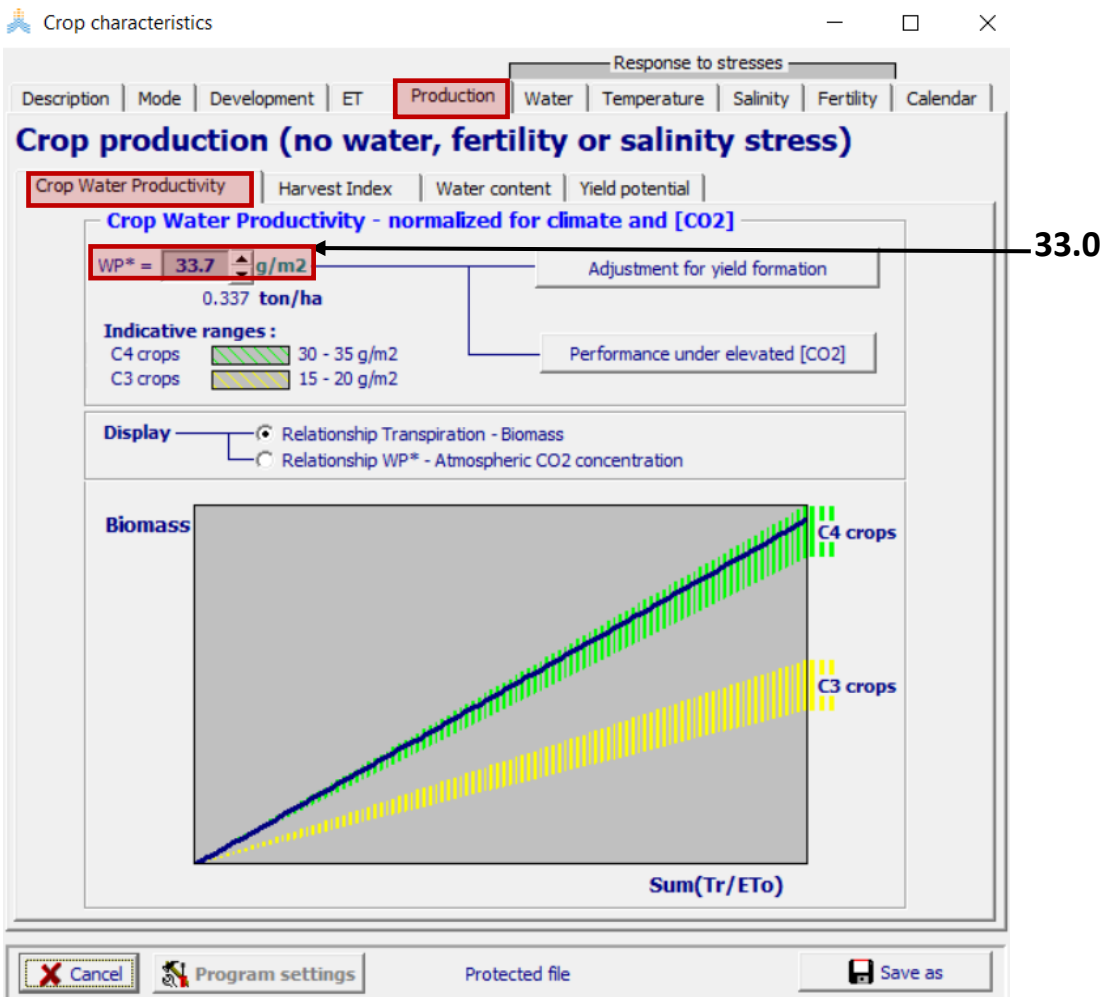 Crop characteristics
Response to stresses
Description Mode Development ET Production Water Temperature Salinity Fertility Calendar
Crop production (no water, fertility or salinity stress)
Crop Water Productivity Harvest Index Water content Yield potential
Crop Water Productivity - normalized for climate and [CO2]
33.0
WP* = 33.7 g/m2 Adjustment for yield formation
0.337 ton/ha
Indicative ranges :
C4 crops 30 - 35 g/m2 Performance under elevated [CO2]
C3 crops 15 - 20 g/m2
Display Relationship Transpiration - Biomass
Relationship WP* - Atmospheric CO2 concentration
Biomass
C4 crops
C3 crops
Sum(Tr/ETo)
Cancel Program settings Protected file Save as